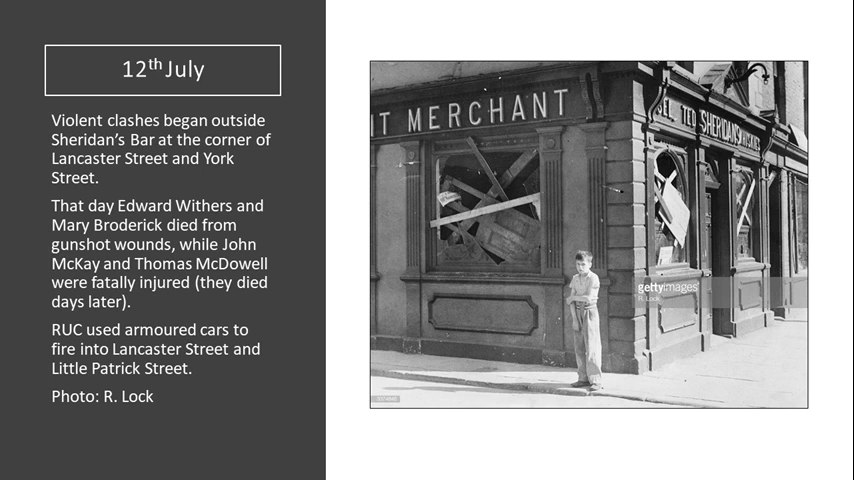 12th July
Violent clashes began outside
Sheridan's Bar at the corner of
Lancaster Street and York
Street.
That day Edward Withers and
Mary Broderick died from
gunshot wounds, while John
McKay and Thomas McDowell
were fatally injured (they died
days later).
RUC used armoured cars to
fire into Lancaster Street and
Little Patrick Street.
Photo: R. Lock
IT MERCHANT
TED SHERIDAN'S
gettyimages
R. Lock